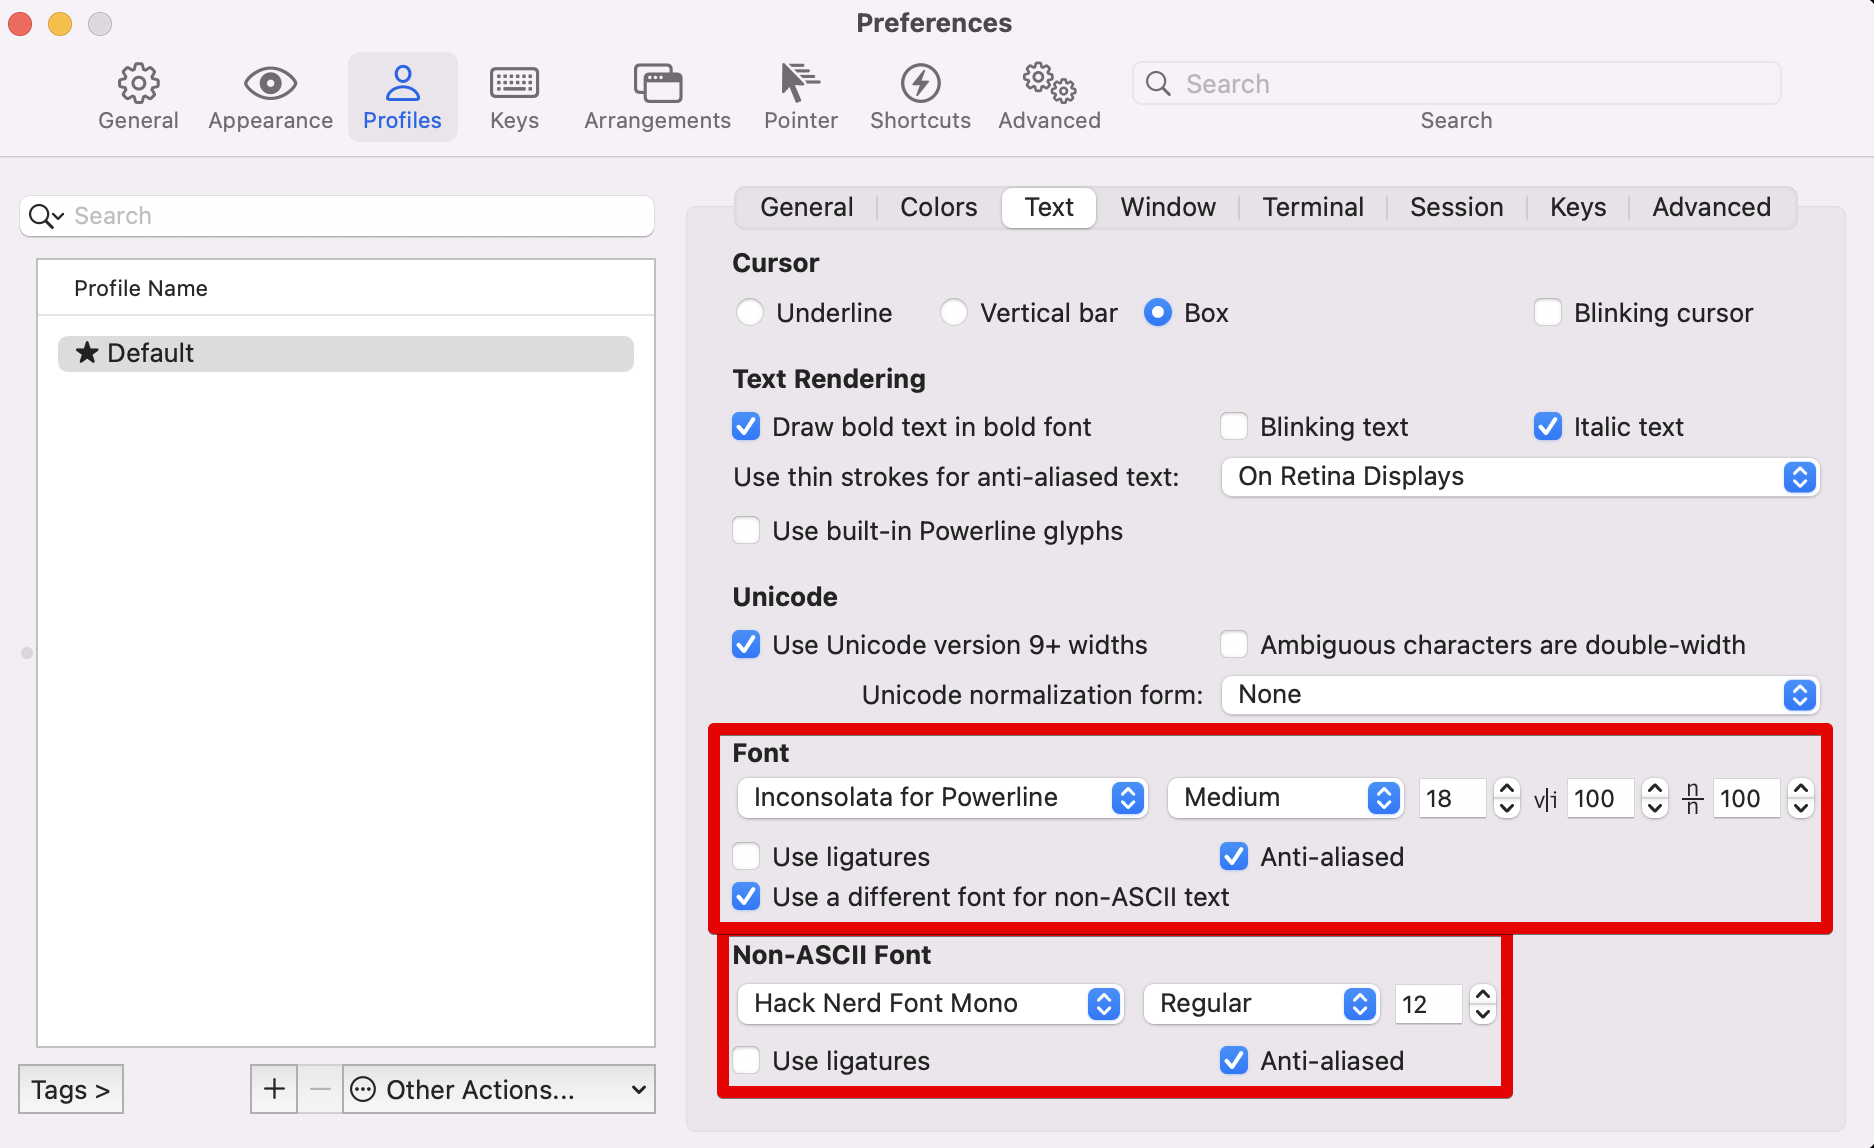 Preferences
General Appearance Profiles Keys Arrangements Pointer Shortcuts Advanced Search
Search
Search
General Colors Text Window Terminal Session Keys Advanced
Profile Name
Default
Cursor
Underline Vertical bar Box Blinking cursor
Text Rendering
Draw bold text in bold font Blinking text Italic text
Use thin strokes for anti-aliased text: On Retina Displays
Use built-in Powerline glyphs
Unicode
Use Unicode version 9+ widths Ambiguous characters are double-width
Unicode normalization form: None
Font
Inconsolata for Powerline Medium 18 v|i 100 n/n 100
Use ligatures Anti-aliased
Use a different font for non-ASCII text
Non-ASCII Font
Hack Nerd Font Mono Regular 12
Use ligatures Anti-aliased
Tags > + − Other Actions...